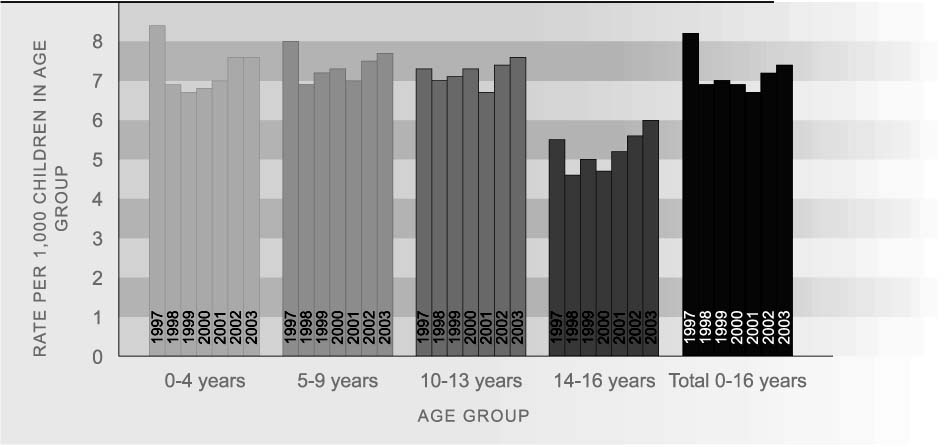 RATE PER 1,000 CHILDREN IN AGE
GROUP
8
7
6
5
4
3
2
1
0
1997 1998 1999 2000 2001 2002 2003
1997 1998 1999 2000 2001 2002 2003
1997 1998 1999 2000 2001 2002 2003
1997 1998 1999 2000 2001 2002 2003
1997 1998 1999 2000 2001 2002 2003
0-4 years 5-9 years 10-13 years 14-16 years Total 0-16 years
AGE GROUP